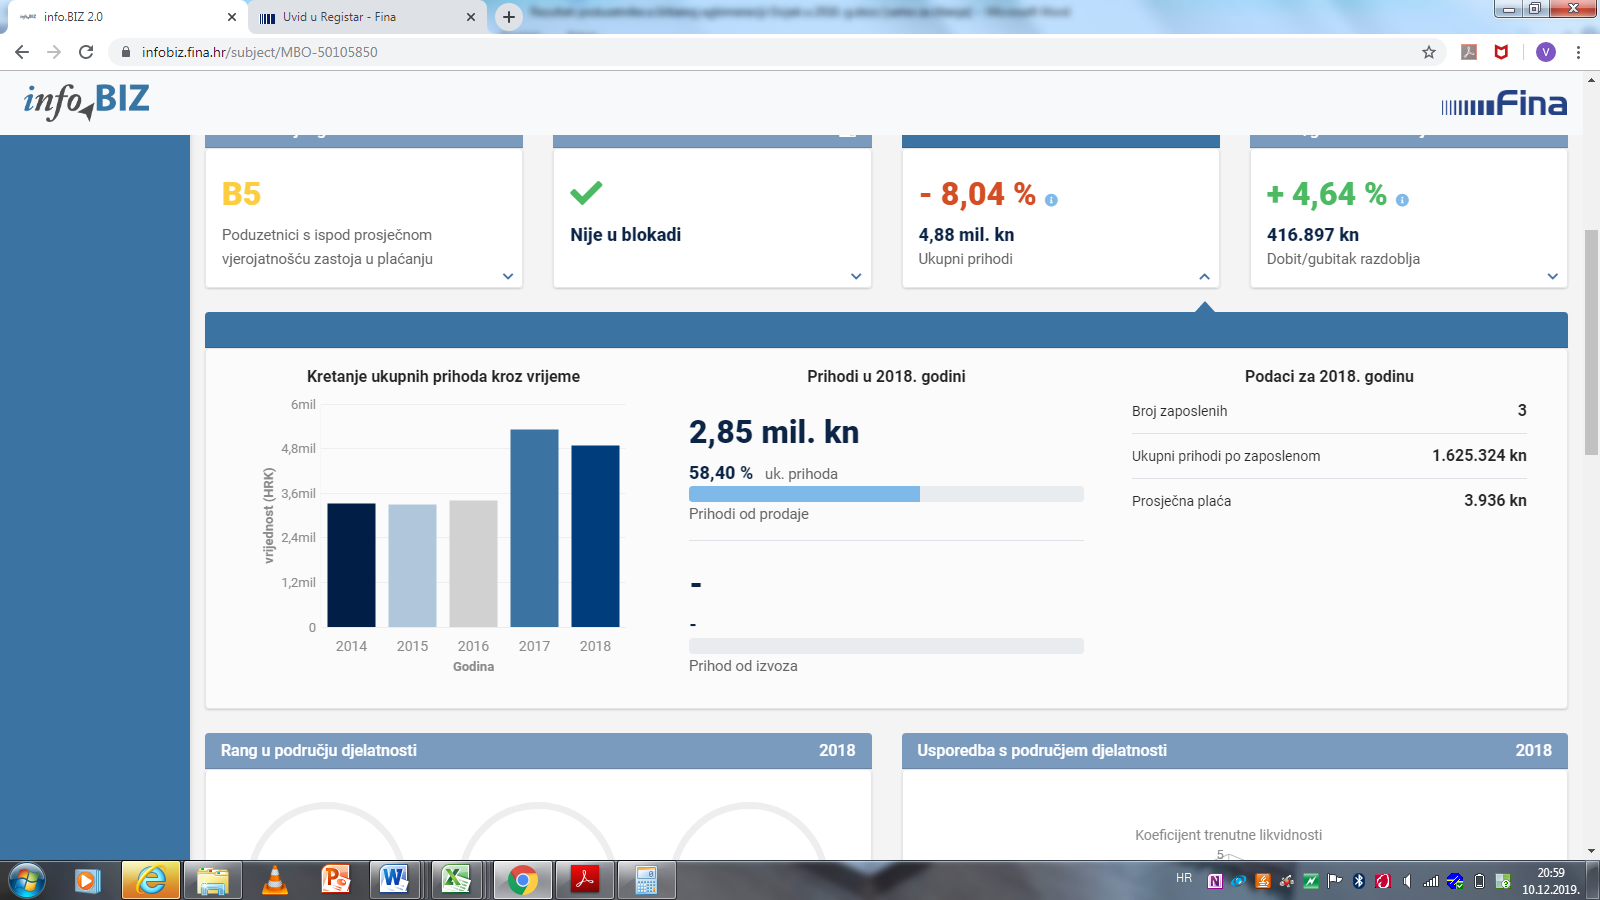 info.BIZ 2.0
Uvid u Registar - Fina
infobiz.fina.hr/subject/MBO-50105850
V
info.BIZ
Fina
B5
Poduzetnici s ispod prosječnom
vjerojatnošću zastoja u plaćanju
Nije u blokadi
- 8,04 %
4,88 mil. kn
Ukupni prihodi
+ 4,64 %
416.897 kn
Dobit/gubitak razdoblja
Kretanje ukupnih prihoda kroz vrijeme
6mil
4,8mil
3,6mil
2,4mil
1,2mil
0
vrijednost (HRK)
2014 2015 2016 2017 2018
Godina
Prihodi u 2018. godini
2,85 mil. kn
58,40 % uk. prihoda
Prihodi od prodaje
-
-
Prihod od izvoza
Podaci za 2018. godinu
Broj zaposlenih 3
Ukupni prihodi po zaposlenom 1.625.324 kn
Prosječna plaća 3.936 kn
Rang u području djelatnosti 2018
Usporedba s područjem djelatnosti 2018
Koeficijent trenutne likvidnosti
5
HR
20:59
10.12.2019.